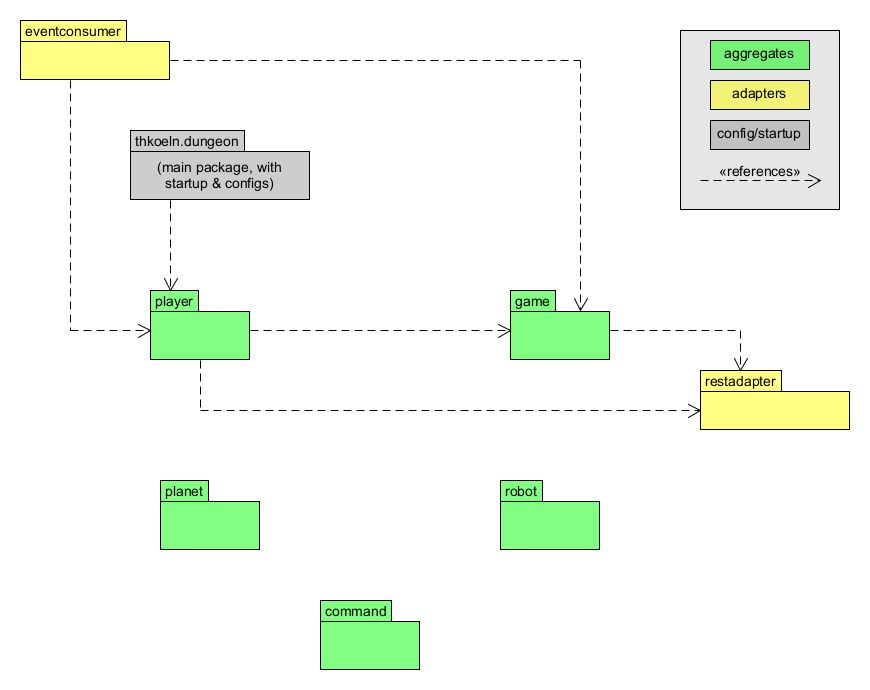 eventconsumer
aggregates
adapters
config/startup
«references»
thkoeln.dungeon
(main package, with
startup & configs)
player
game
restadapter
planet
robot
command